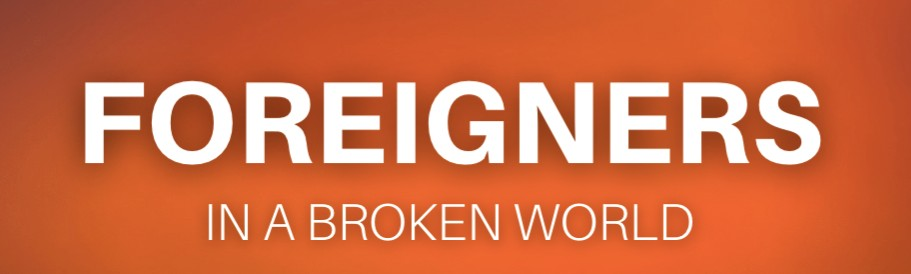 FOREIGNERS
IN A BROKEN WORLD